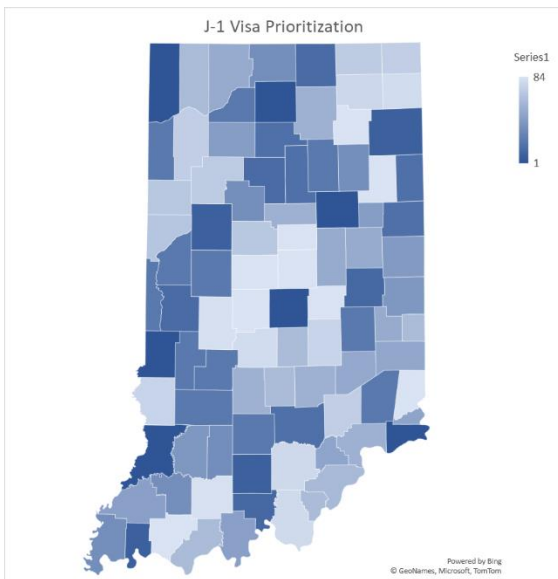 J-1 Visa Prioritization
Series1
84
1
Powered by Bing
© GeoNames, Microsoft, TomTom